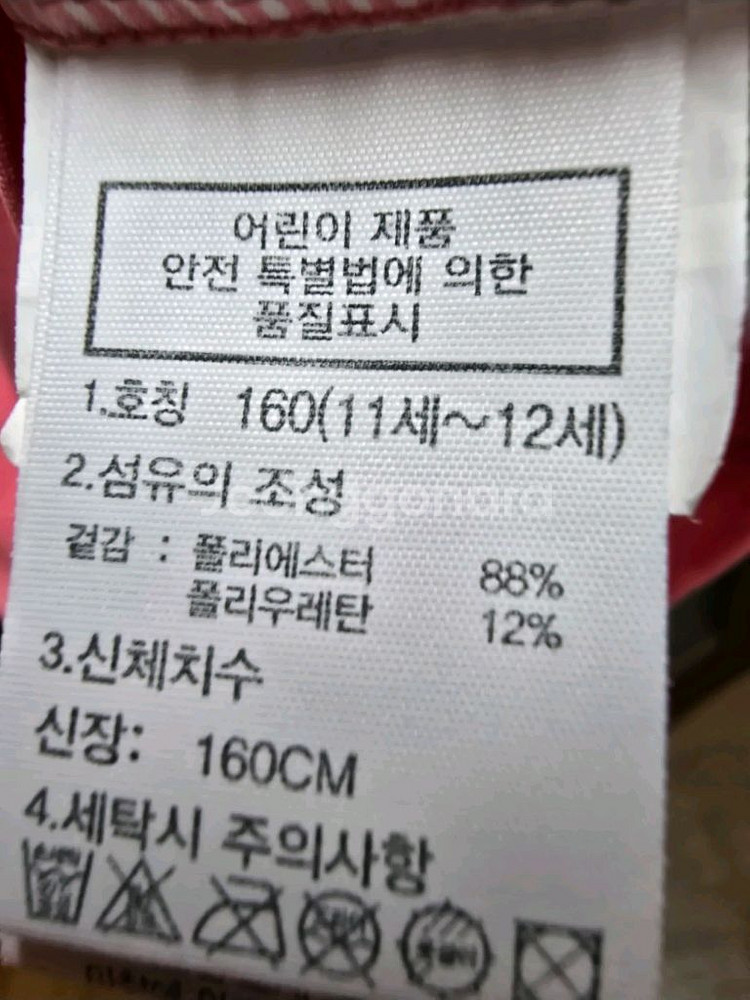 어린이 제품
안전 특별법에 의한
품질표시
1.호칭 160(11세~12세)
2.섬유의 조성
겉감 : 폴리에스터 88%
폴리우레탄 12%
3.신체치수
신장: 160CM
4.세탁시 주의사항